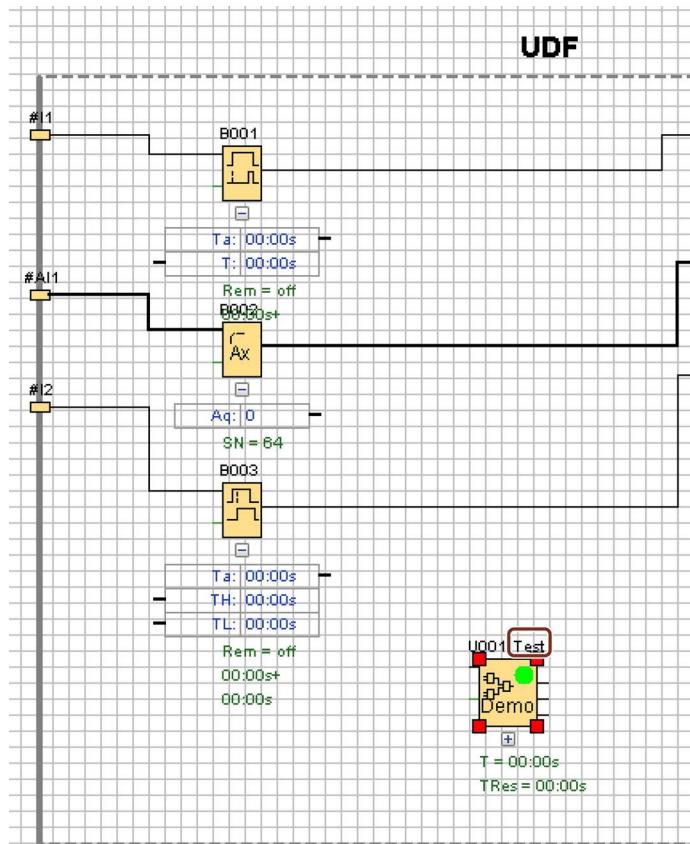 UDF
#I1
B001
Ta: 00:00s
T: 00:00s
Rem = off
00:00s+
#AI1
B002
Ax
Aq: 0
SN = 64
#I2
B003
Ta: 00:00s
TH: 00:00s
TL: 00:00s
Rem = off
00:00s+
00:00s
U001 Test
Demo
T = 00:00s
TRes = 00:00s